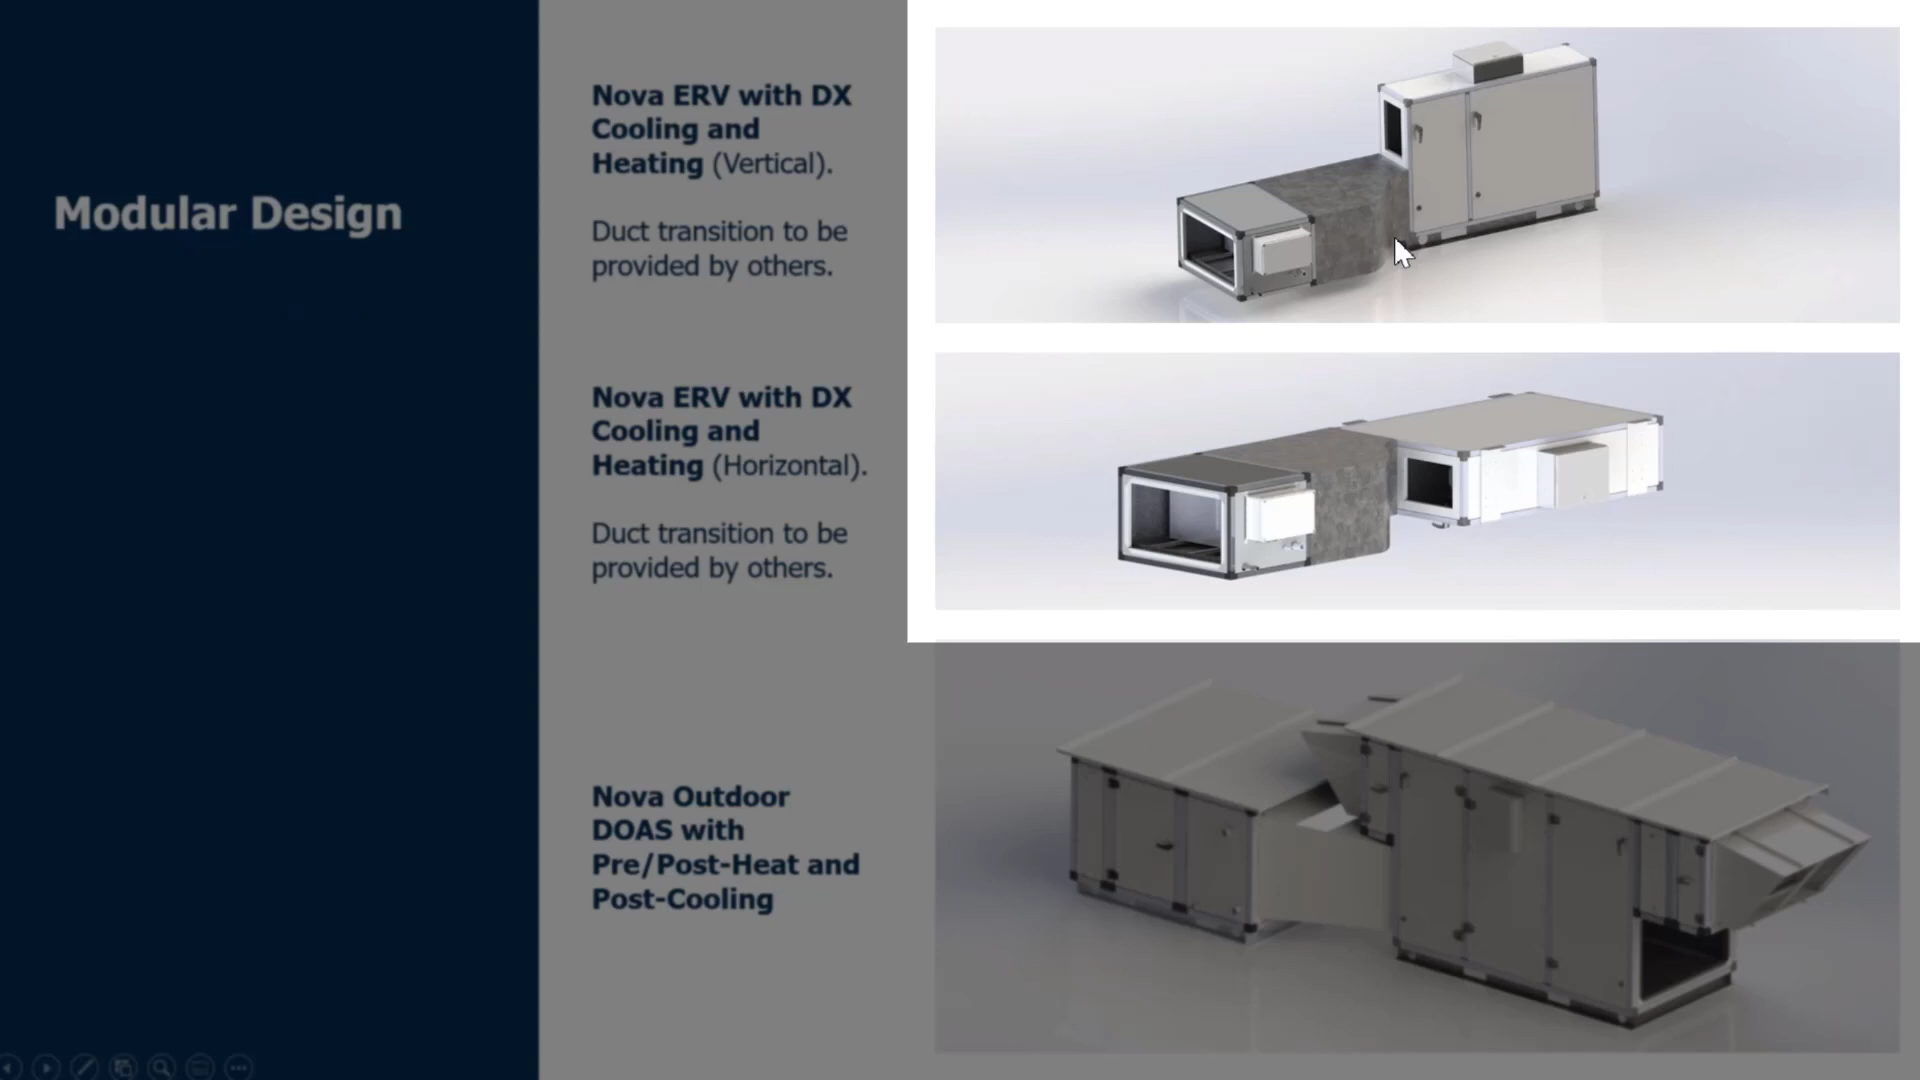 Modular Design
Nova ERV with DX
Cooling and
Heating (Vertical).
Duct transition to be
provided by others.
Nova ERV with DX
Cooling and
Heating (Horizontal).
Duct transition to be
provided by others.
Nova Outdoor
DOAS with
Pre/Post-Heat and
Post-Cooling